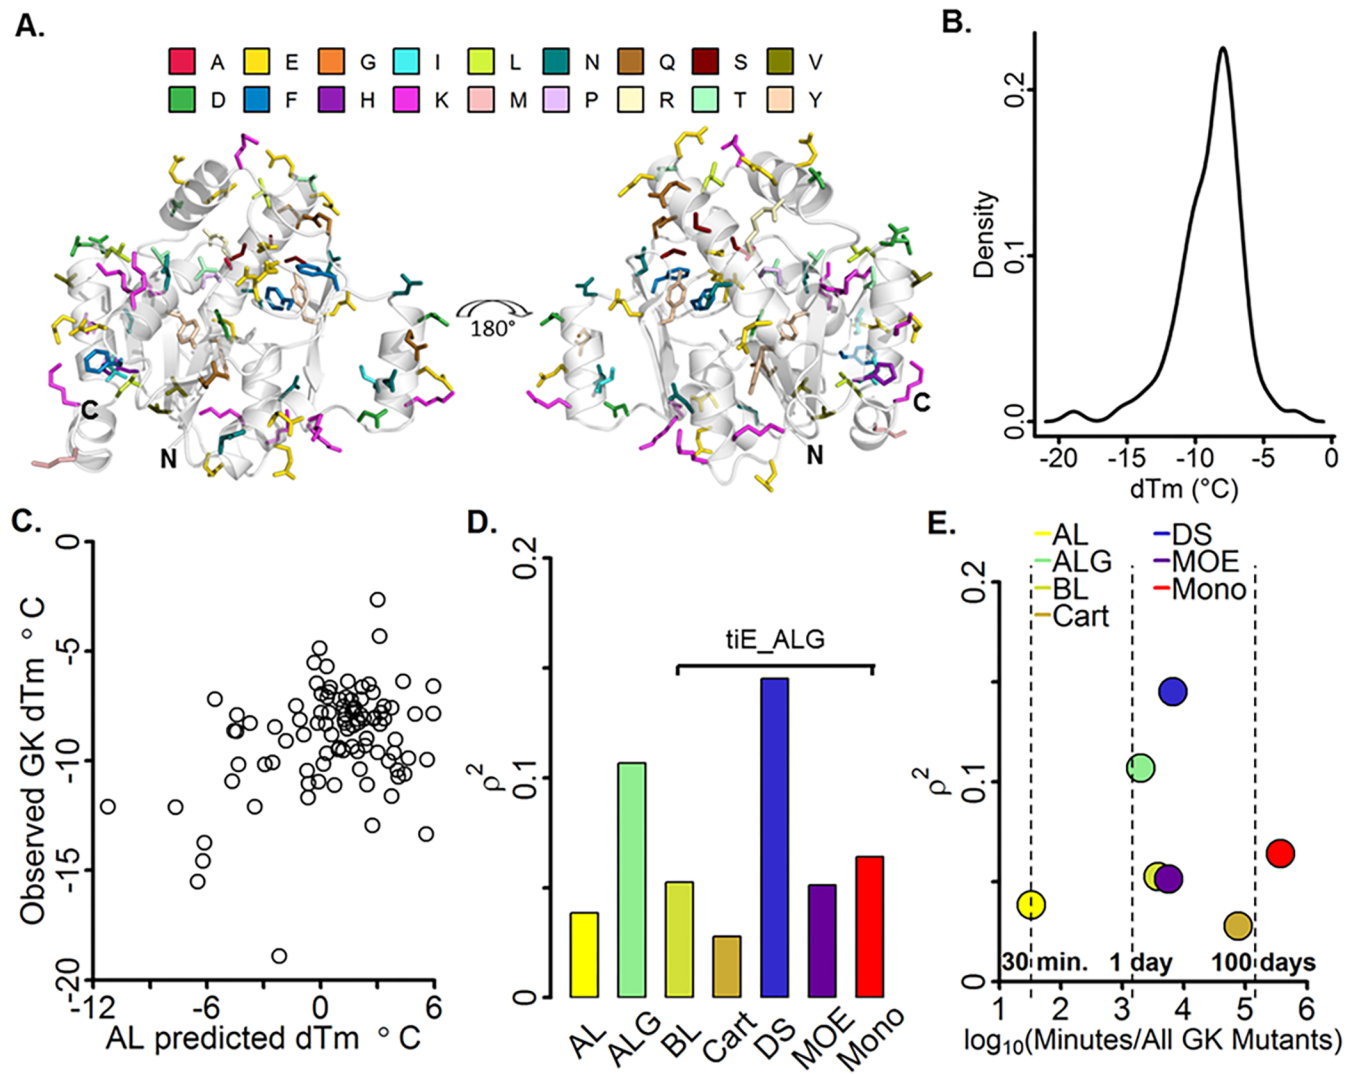 A.
A E G I L N Q S V
D F H K M P R T Y
180°
C
N
C
N
B.
Density
0.2
0.1
0.0
-20 -15 -10 -5 0
dTm (°C)
C.
Observed GK dTm ° C
0
-5
-10
-15
-20
-12 -6 0 6
AL predicted dTm ° C
D.
ρ²
0.2
0.1
0
tiE_ALG
AL ALG BL Cart DS MOE Mono
E.
AL DS
ALG MOE
BL Mono
Cart
ρ²
0.2
0.1
0
30 min. 1 day 100 days
1 2 3 4 5 6
log₁₀(Minutes/All GK Mutants)